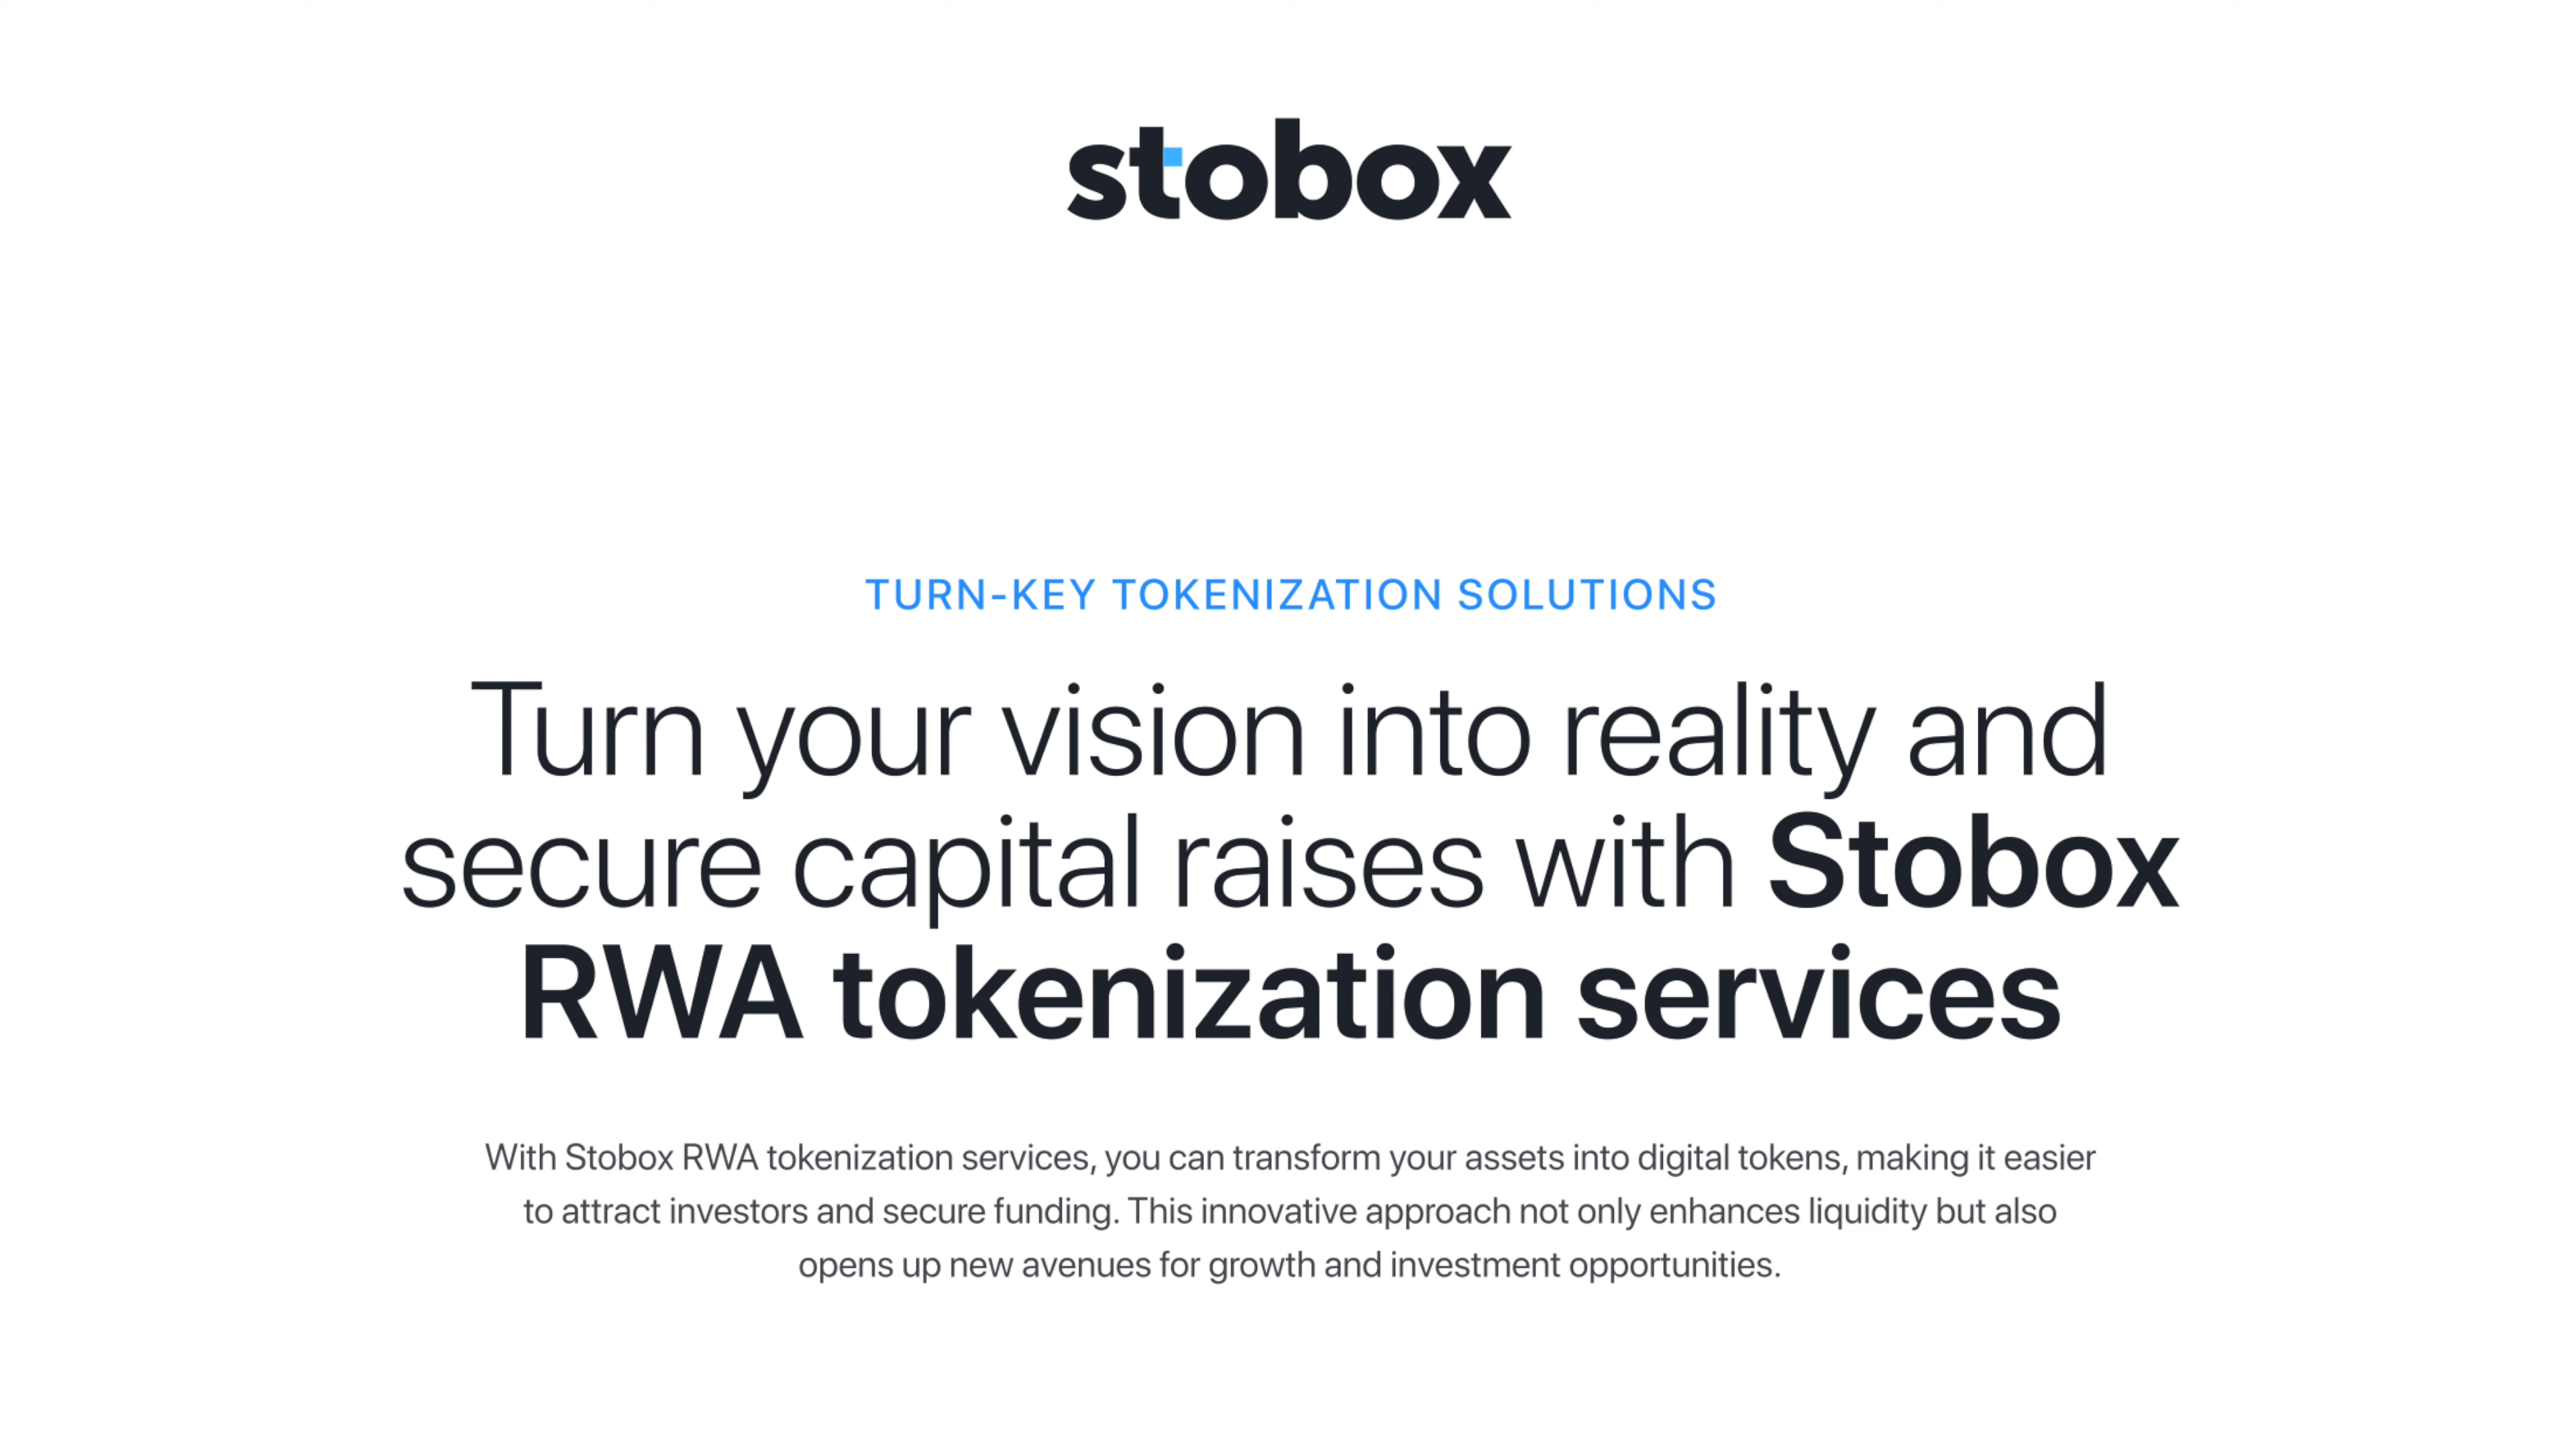 stobox
TURN-KEY TOKENIZATION SOLUTIONS
Turn your vision into reality and
secure capital raises with Stobox
RWA tokenization services
With Stobox RWA tokenization services, you can transform your assets into digital tokens, making it easier
to attract investors and secure funding. This innovative approach not only enhances liquidity but also
opens up new avenues for growth and investment opportunities.